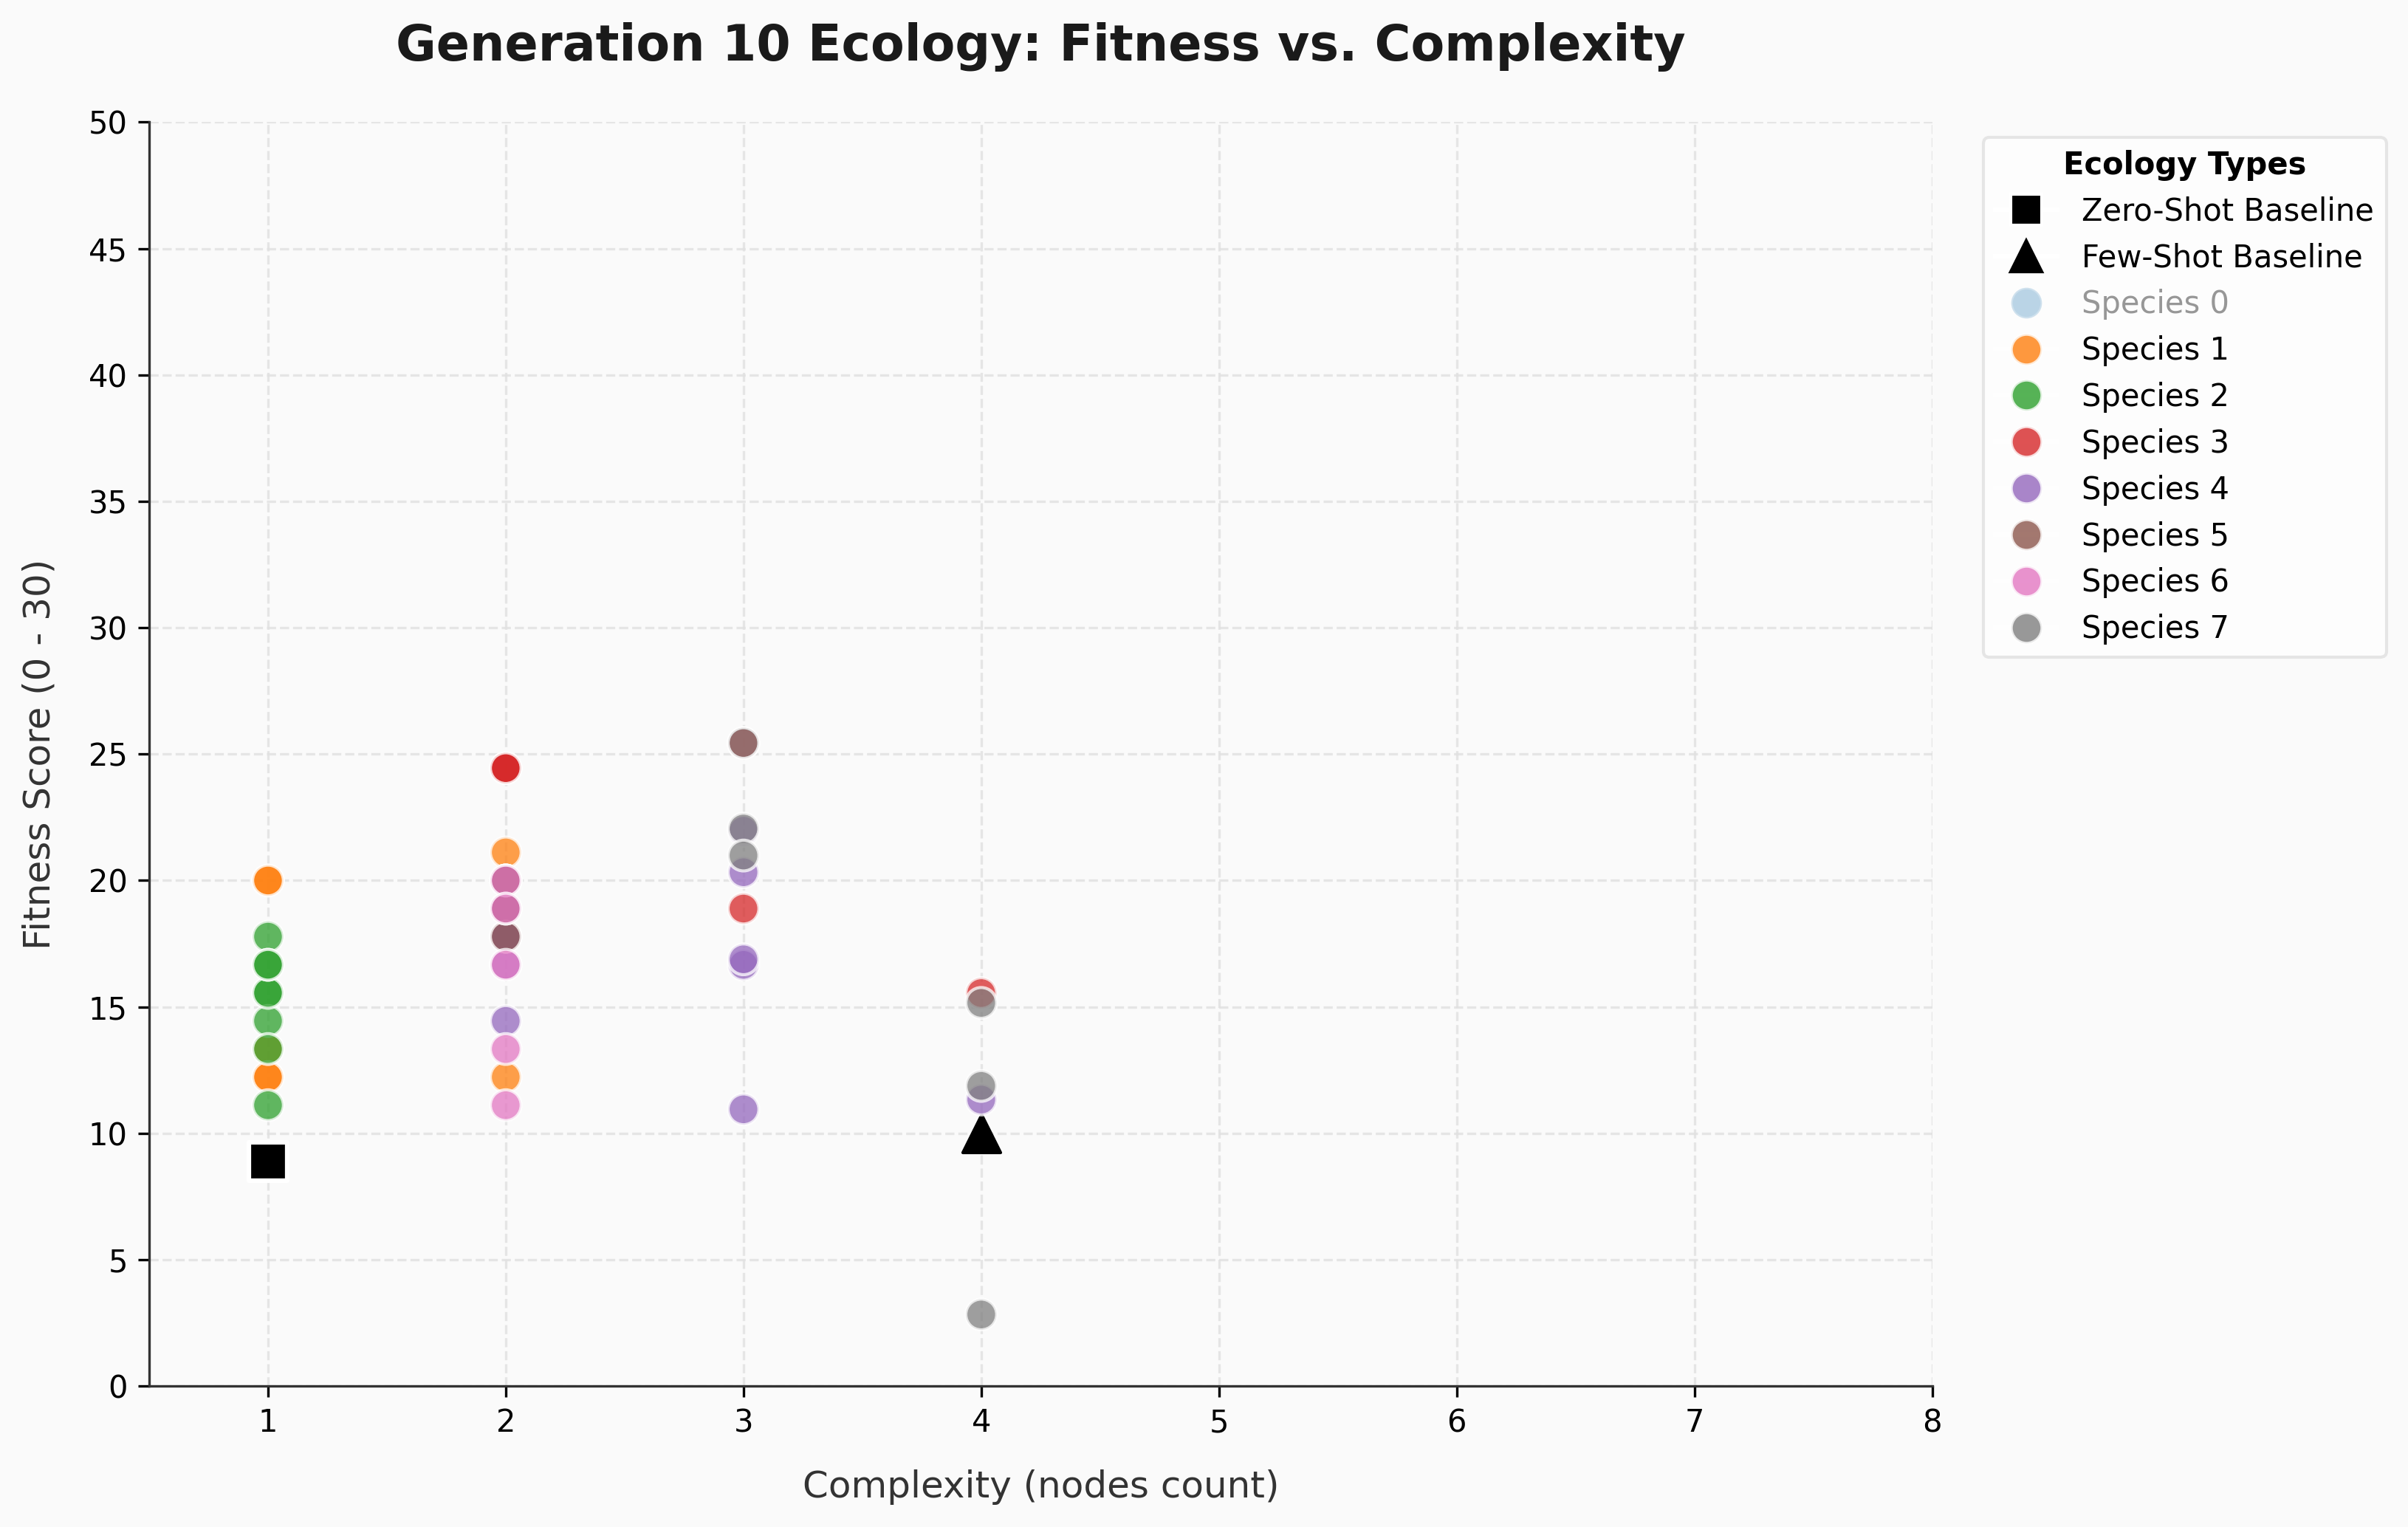 Generation 10 Ecology: Fitness vs. Complexity
50
45
40
35
30
25
20
15
10
5
0
Fitness Score (0 - 30)
1 2 3 4 5 6 7 8
Complexity (nodes count)
Ecology Types
Zero-Shot Baseline
Few-Shot Baseline
Species 0
Species 1
Species 2
Species 3
Species 4
Species 5
Species 6
Species 7